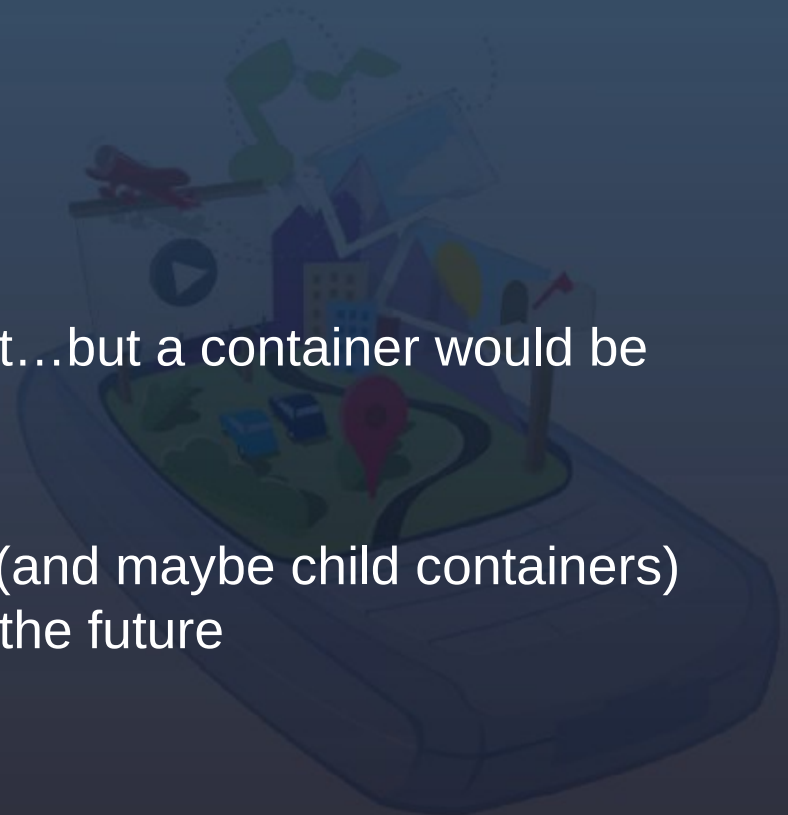 t…but a container would be
(and maybe child containers)
the future